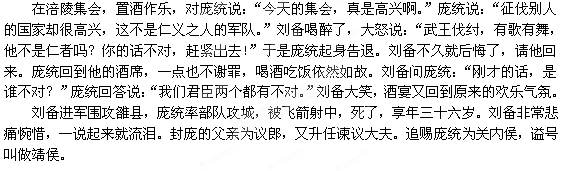 在涪陵集会，置酒作乐，对庞统说：“今天的集会，真是高兴啊。”庞统说：“征伐别人
的国家却很高兴，这不是仁义之人的军队。”刘备喝醉了，大怒说：“武王伐纣，有歌有舞，
他不是仁者吗？你的话不对，赶紧出去！”于是庞统起身告退。刘备不久就后悔了，请他回
来。庞统回到他的酒席，一点也不谢罪，喝酒吃饭依然如故。刘备问庞统：“刚才的话，是
谁不对？”庞统回答说：“我们君臣两个都有不对。”刘备大笑，酒宴又回到原来的欢乐气氛。
刘备进军围攻雒县，庞统率部队攻城，被飞箭射中，死了，享年三十六岁。刘备非常悲
痛惋惜，一说起来就流泪。封庞的父亲为议郎，又升任谏议大夫。追赐庞统为关内侯，谥号
叫做靖侯。